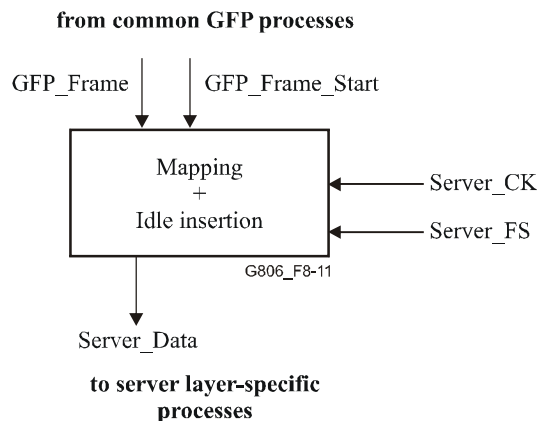 from common GFP processes
GFP_Frame GFP_Frame_Start
Mapping
+
Idle insertion
Server_CK
Server_FS
G806_F8-11
Server_Data
to server layer-specific
processes